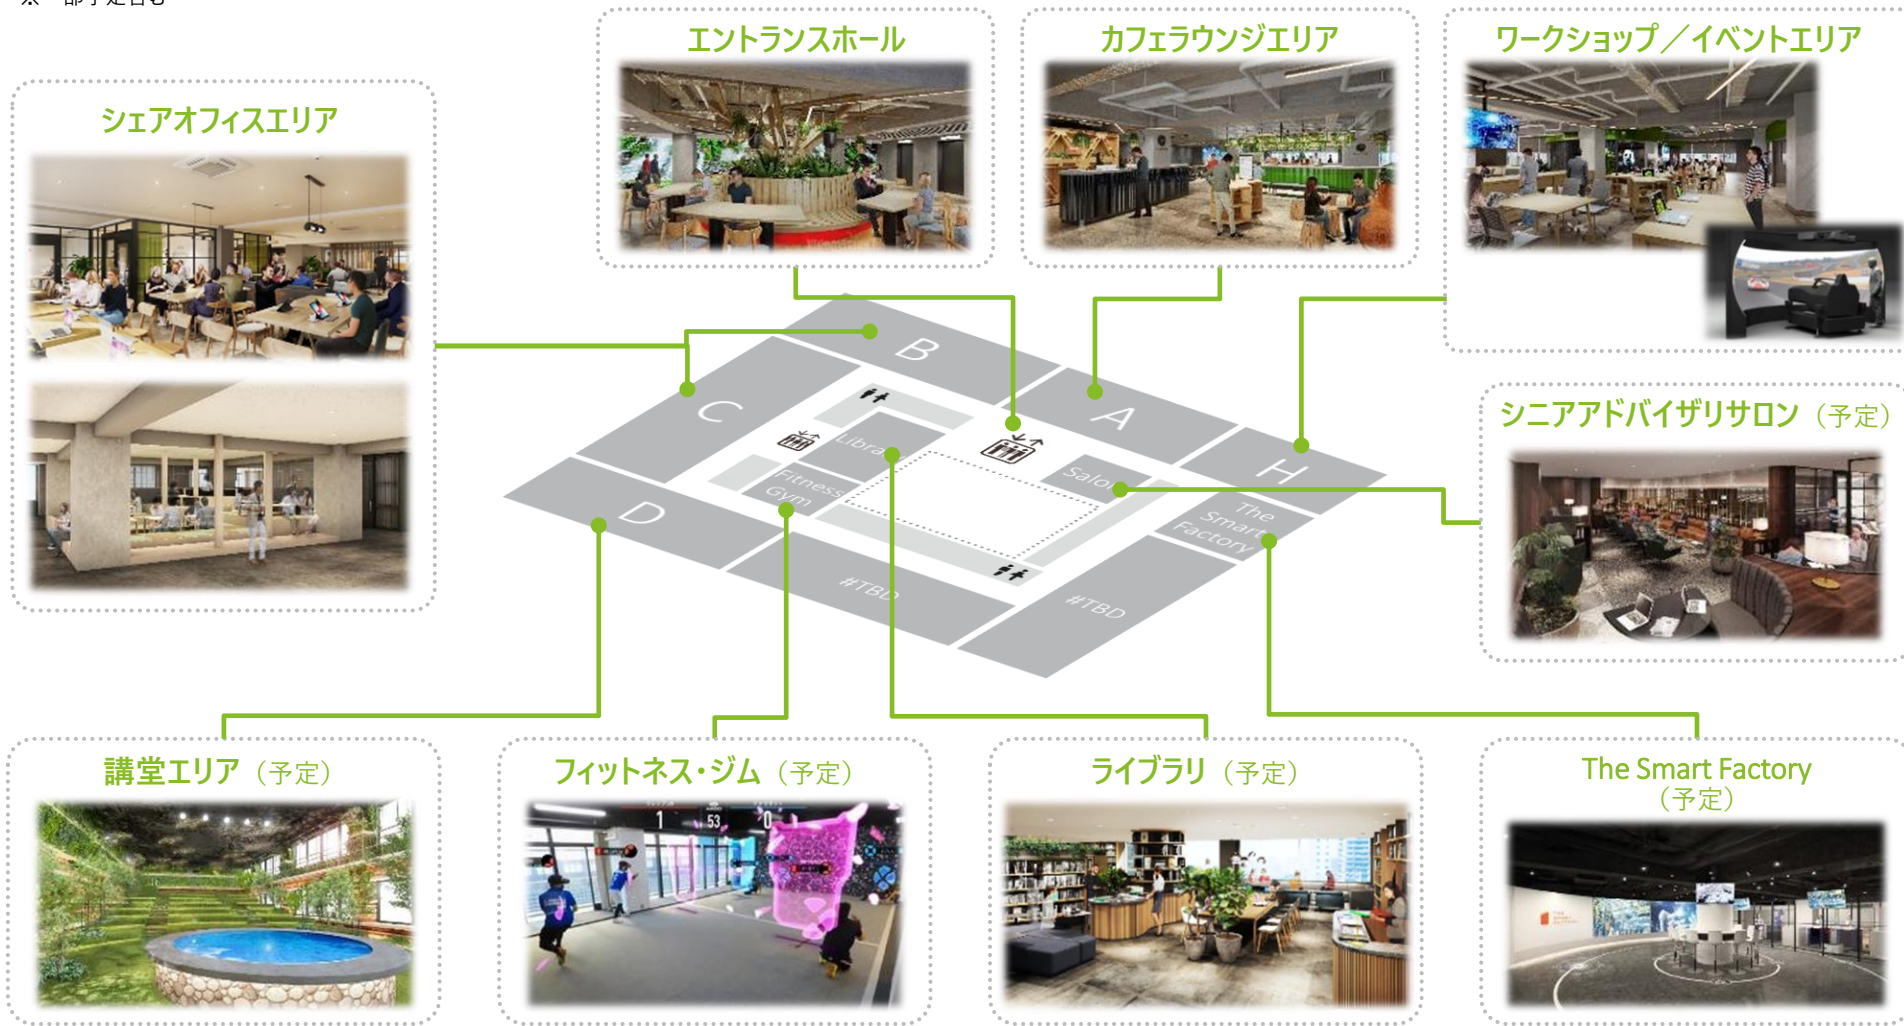 エントランスホール
カフェラウンジエリア
ワークショップ／イベントエリア
シェアオフィスエリア
シニアアドバイザリサロン（予定）
B
A
C
H
D
Library
Salon
Fitness
Gym
The
Smart
Factory
#TBD
#TBD
講堂エリア（予定）
フィットネス・ジム（予定）
ライブラリ（予定）
The Smart Factory
（予定）
1
53
0